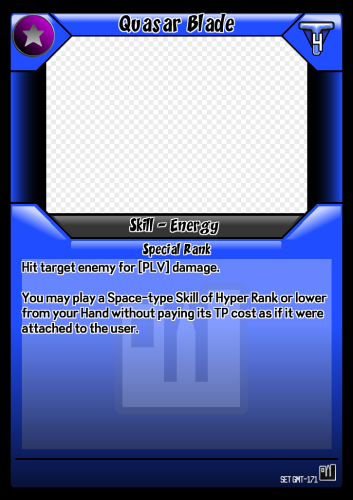 Quasar Blade
4
Skill - Energy
Special Rank
Hit target enemy for [PLV] damage.
You may play a Space-type Skill of Hyper Rank or lower
from your Hand without paying its TP cost as if it were
attached to the user.
SET GMT-171